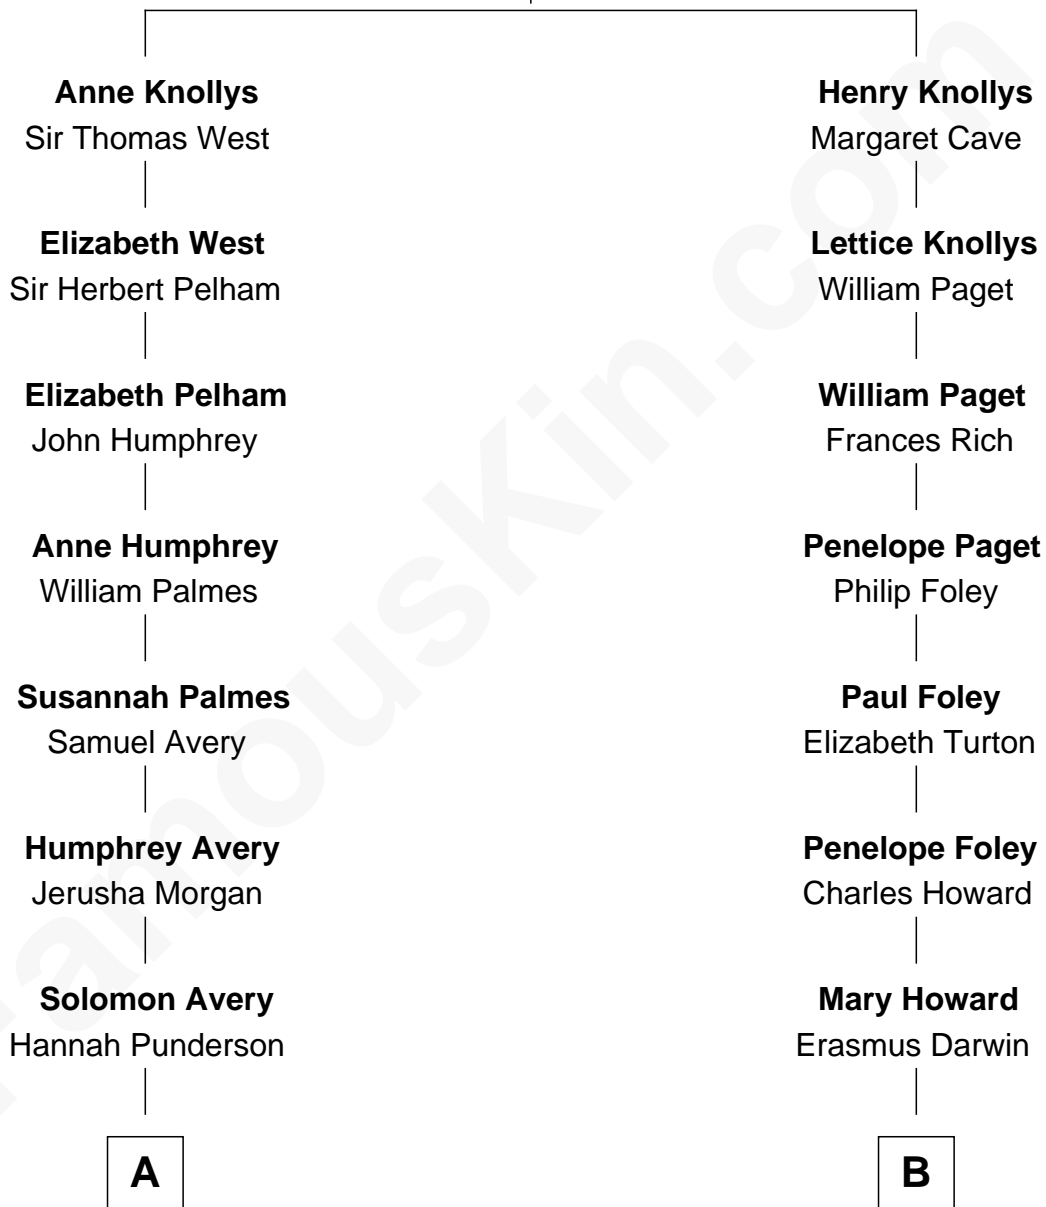 Anne Knollys
Sir Thomas West
Elizabeth West
Sir Herbert Pelham
Elizabeth Pelham
John Humphrey
Anne Humphrey
William Palmes
Susannah Palmes
Samuel Avery
Humphrey Avery
Jerusha Morgan
Solomon Avery
Hannah Punderson
A
Henry Knollys
Margaret Cave
Lettice Knollys
William Paget
William Paget
Frances Rich
Penelope Paget
Philip Foley
Paul Foley
Elizabeth Turton
Penelope Foley
Charles Howard
Mary Howard
Erasmus Darwin
B
FamousKin.com